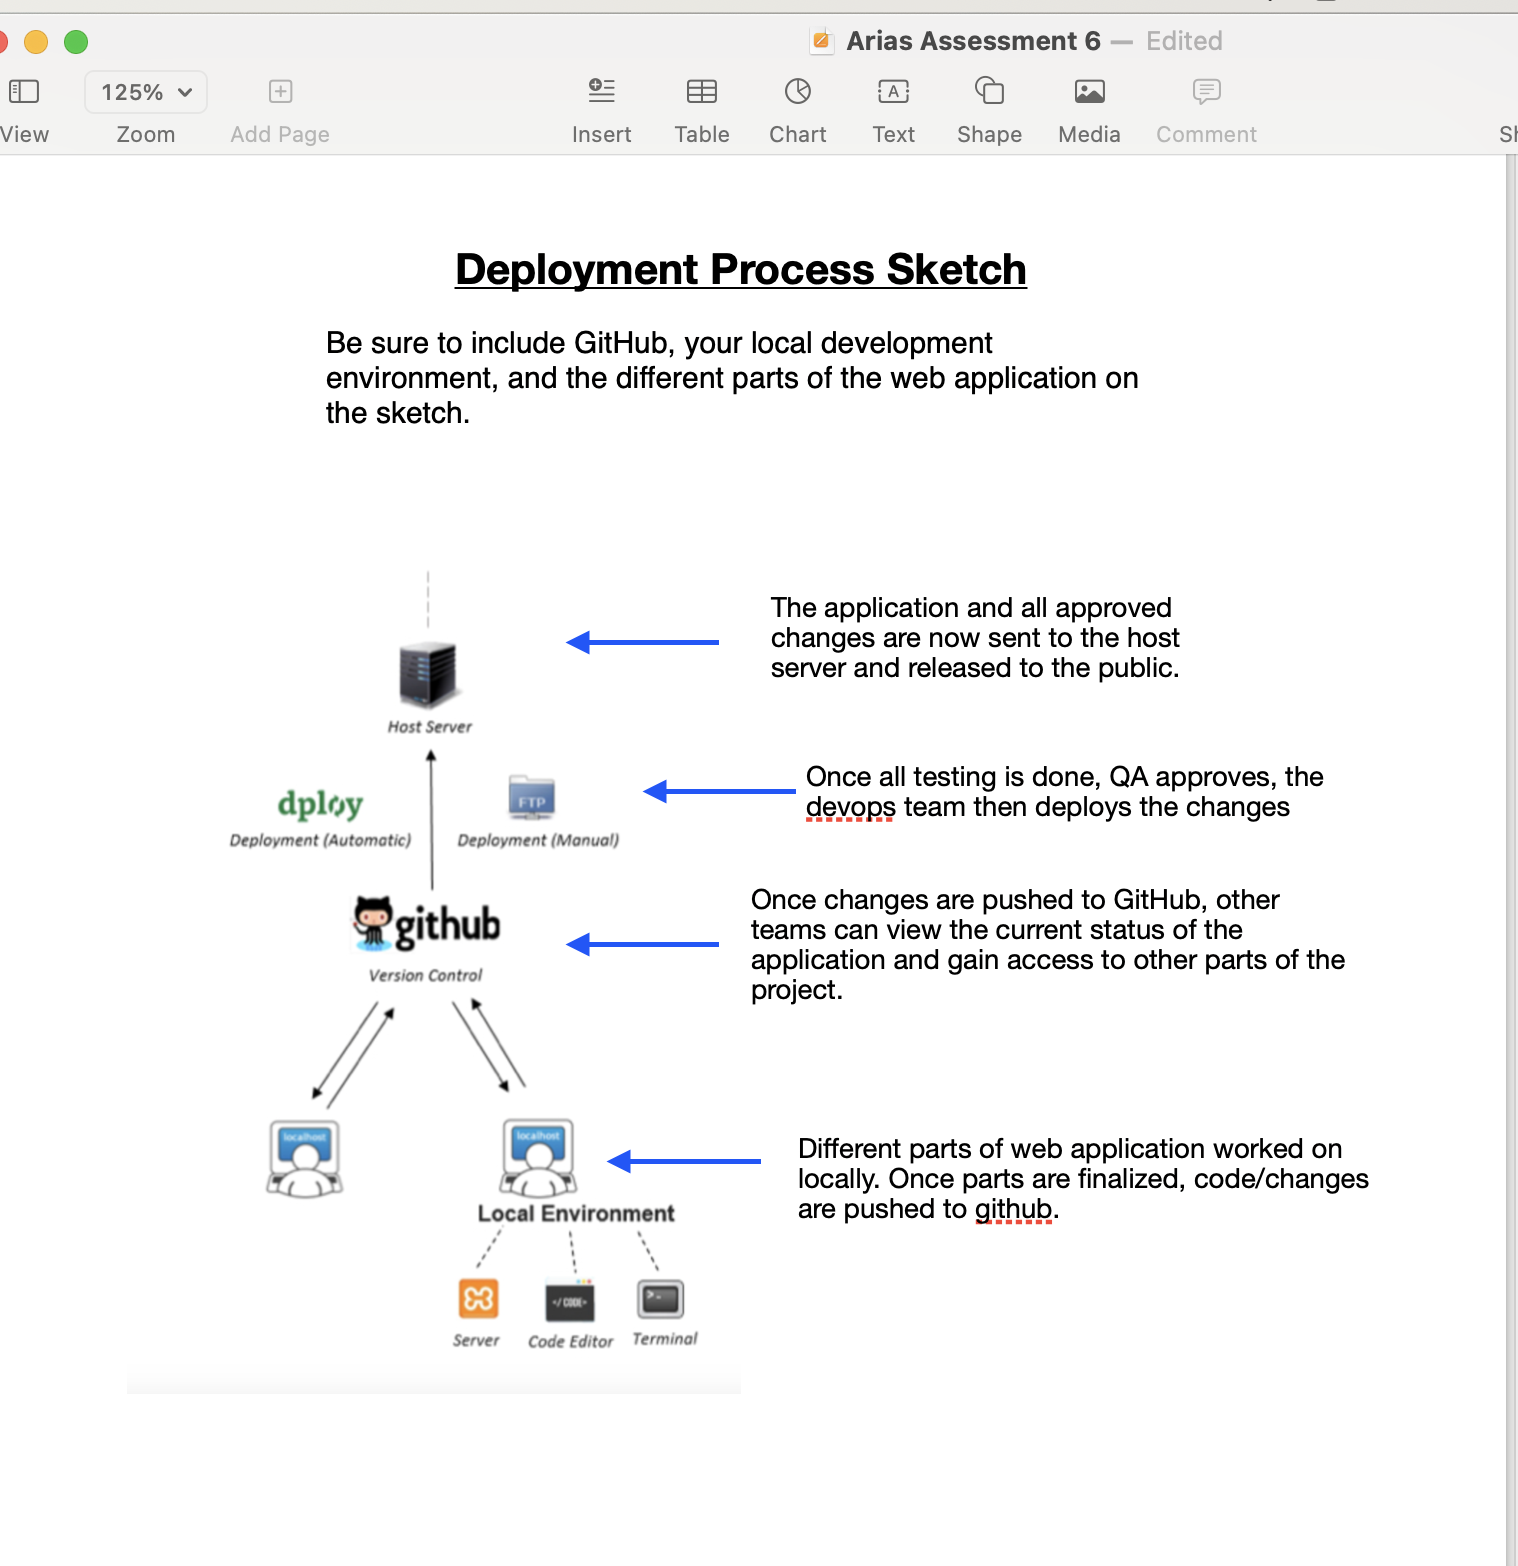 Arias Assessment 6 — Edited
125%
View
Zoom
Add Page
Insert
Table
Chart
Text
Shape
Media
Comment
Deployment Process Sketch
Be sure to include GitHub, your local development
environment, and the different parts of the web application on
the sketch.
The application and all approved
changes are now sent to the host
server and released to the public.
Host Server
dploy
Deployment (Automatic)
FTP
Deployment (Manual)
Once all testing is done, QA approves, the
devops team then deploys the changes
github
Version Control
Once changes are pushed to GitHub, other
teams can view the current status of the
application and gain access to other parts of the
project.
localhost
localhost
Local Environment
Different parts of web application worked on
locally. Once parts are finalized, code/changes
are pushed to github.
Server
</ CODE>
Code Editor
>_
Terminal